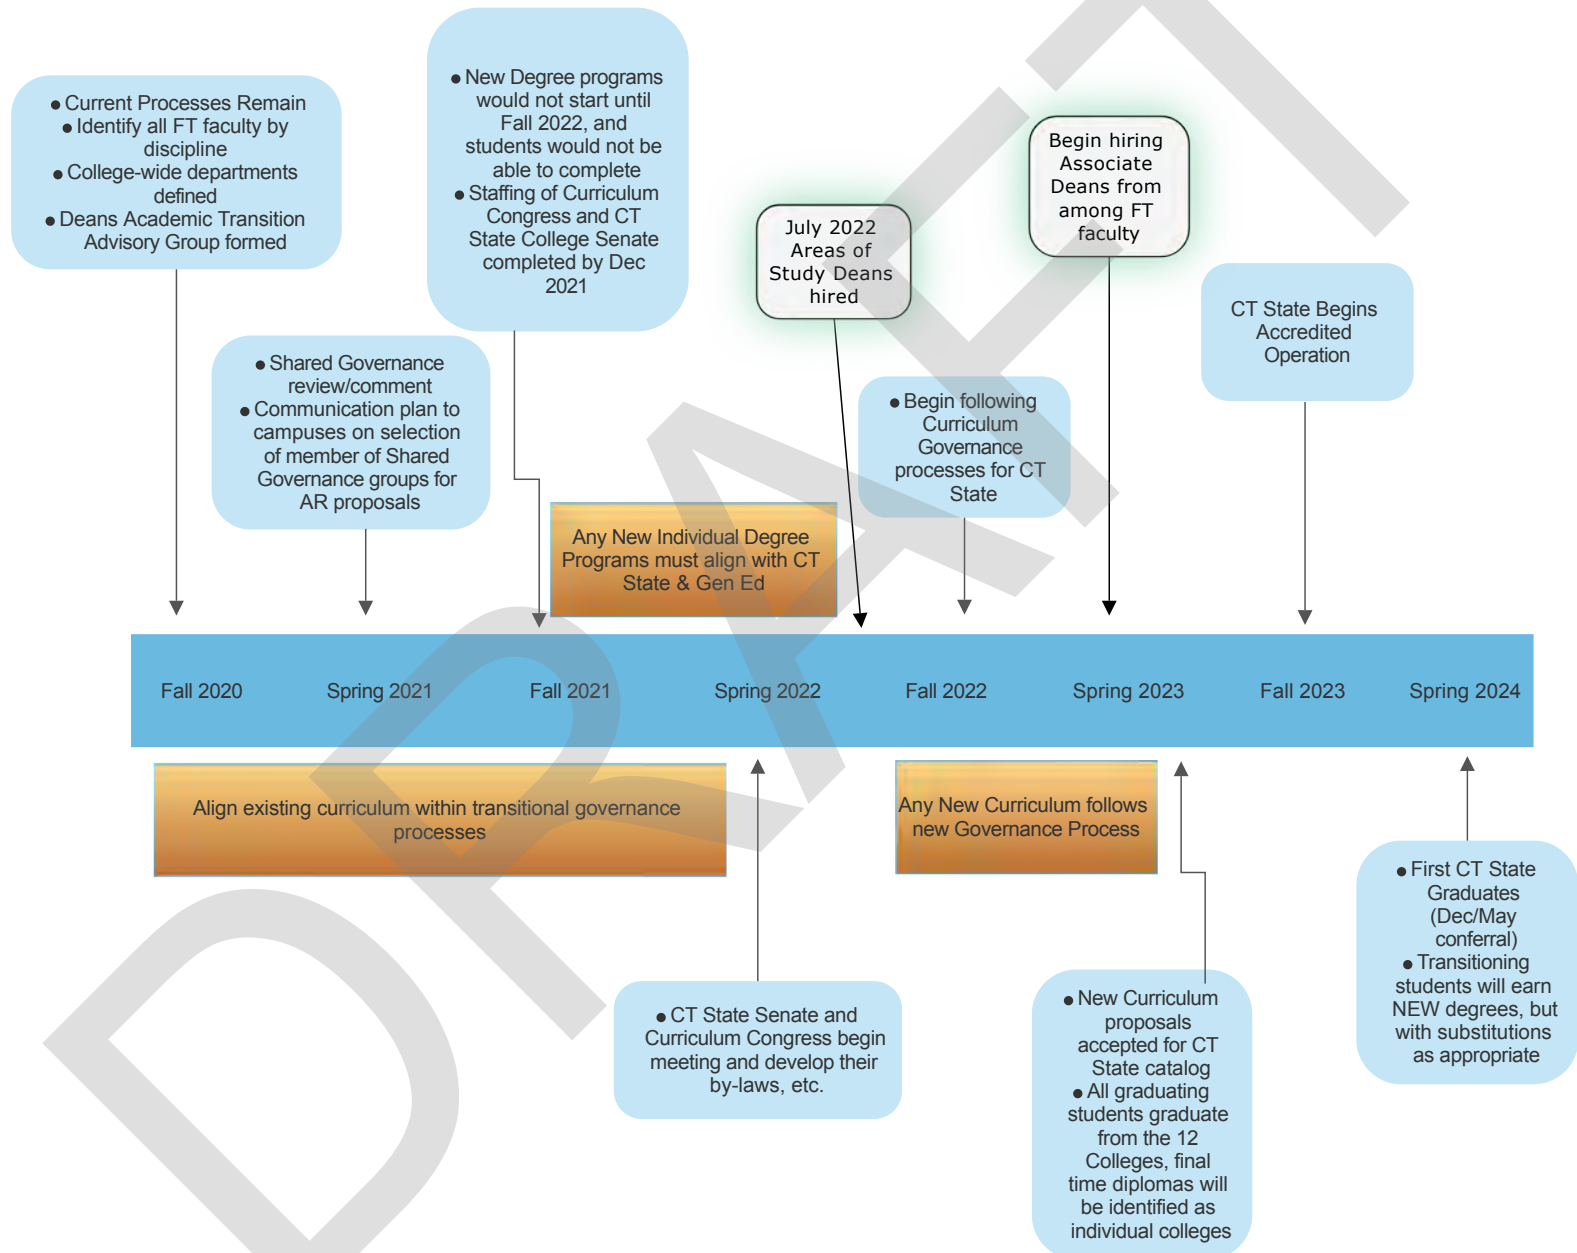 ● Current Processes Remain
● Identify all FT faculty by
discipline
● College-wide departments
defined
● Deans Academic Transition
Advisory Group formed
● New Degree programs
would not start until
Fall 2022, and
students would not be
able to complete
● Staffing of Curriculum
Congress and CT
State College Senate
completed by Dec
2021
July 2022
Areas of
Study Deans
hired
Begin hiring
Associate
Deans from
among FT
faculty
CT State Begins
Accredited
Operation
● Shared Governance
review/comment
● Communication plan to
campuses on selection
of member of Shared
Governance groups for
AR proposals
● Begin following
Curriculum
Governance
processes for CT
State
Any New Individual Degree
Programs must align with CT
State & Gen Ed
Fall 2020
Spring 2021
Fall 2021
Spring 2022
Fall 2022
Spring 2023
Fall 2023
Spring 2024
Align existing curriculum within transitional governance
processes
Any New Curriculum follows
new Governance Process
● CT State Senate and
Curriculum Congress begin
meeting and develop their
by-laws, etc.
● New Curriculum
proposals
accepted for CT
State catalog
● All graduating
students graduate
from the 12
Colleges, final
time diplomas will
be identified as
individual colleges
● First CT State
Graduates
(Dec/May
conferral)
● Transitioning
students will earn
NEW degrees, but
with substitutions
as appropriate
DRAFT